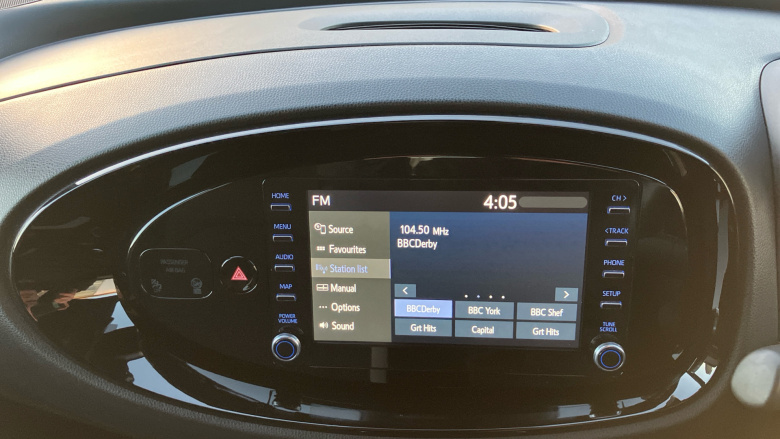 HOME
MENU
AUDIO
MAP
POWER
VOLUME
FM
4:05
Source
Favourites
Station list
Manual
Options
Sound
104.50 MHz
BBCDerby
< >
BBCDerby BBC York BBC Shef
Grt Hits Capital Grt Hits
CH >
< TRACK
PHONE
SETUP
TUNE
SCROLL